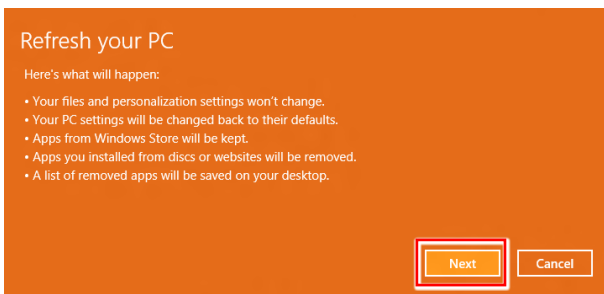 Refresh your PC
Here's what will happen:
• Your files and personalization settings won't change.
• Your PC settings will be changed back to their defaults.
• Apps from Windows Store will be kept.
• Apps you installed from discs or websites will be removed.
• A list of removed apps will be saved on your desktop.
Next Cancel